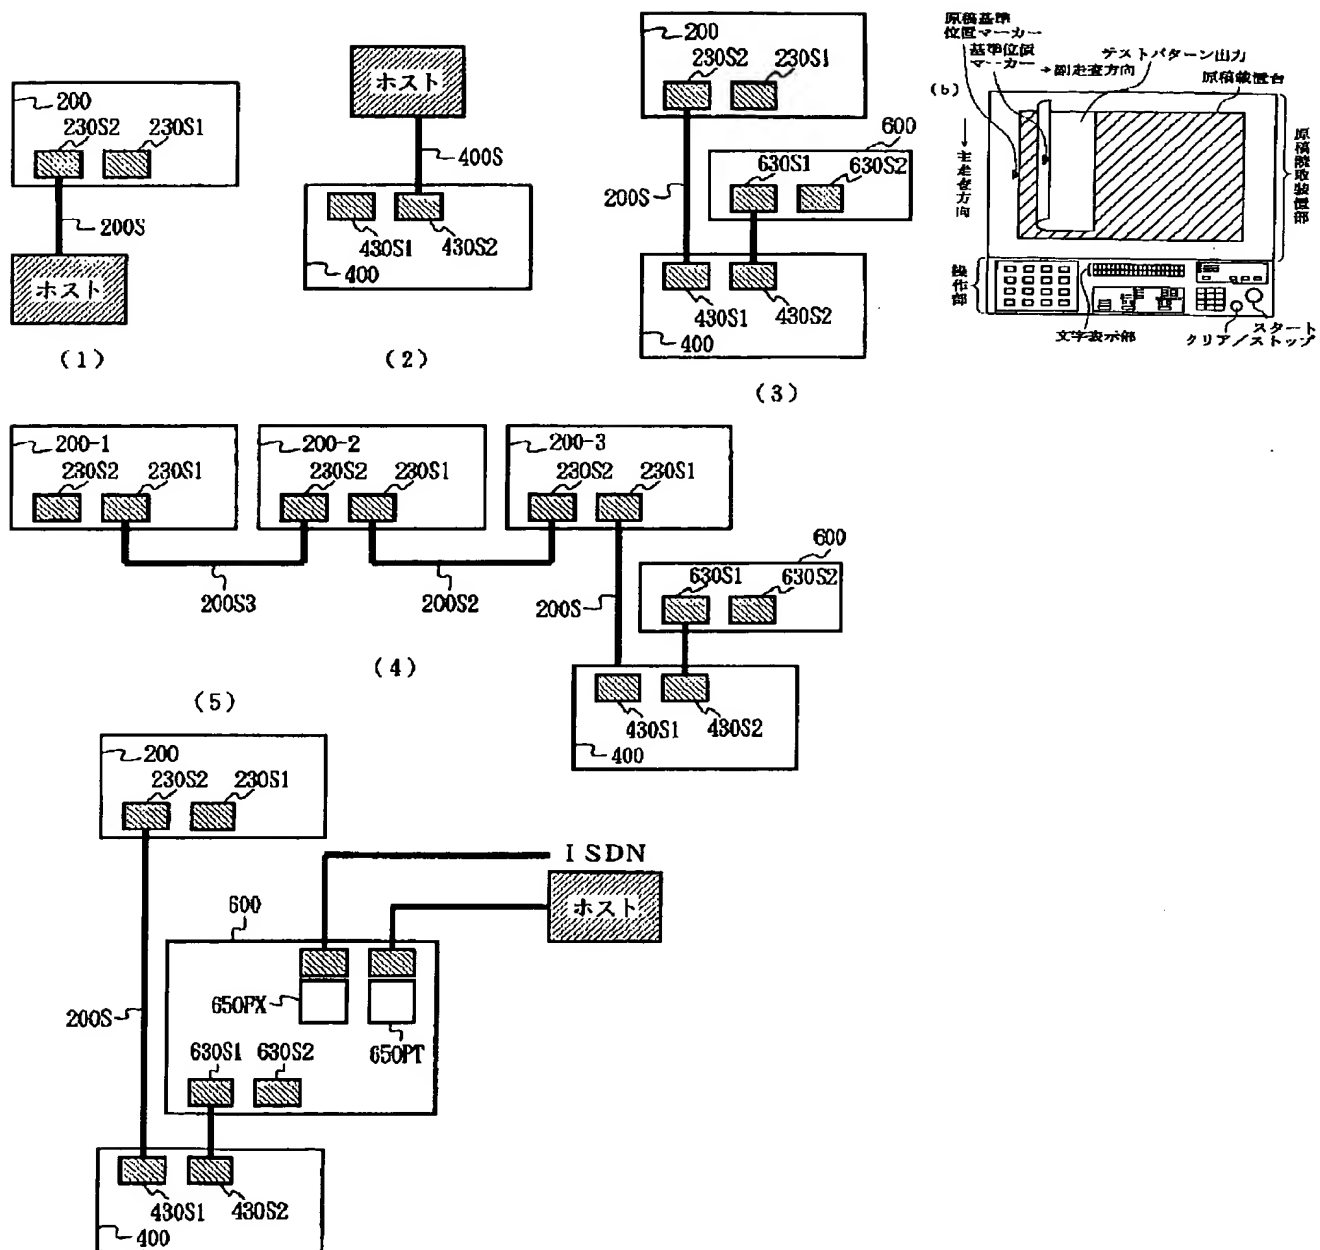 200
230S2
230S1
200S
ホスト
(1)
ホスト
400S
430S1
430S2
400
(2)
200
230S2
230S1
600
630S1
630S2
200S
430S1
430S2
400
(3)
原稿基準
位置マーカー
基準位置
マーカー
テストパターン出力
→副走査方向
原稿載置台
(b)
→主走査方向
原稿読取装置部
操作部
文字表示部
スタート
クリア/ストップ
200-1
230S2
230S1
200-2
230S2
230S1
200-3
230S2
230S1
200S3
200S2
200S
600
630S1
630S2
430S1
430S2
400
(4)
(5)
200
230S2
230S1
ISDN
ホスト
600
650PX
650PT
200S
630S1
630S2
430S1
430S2
400